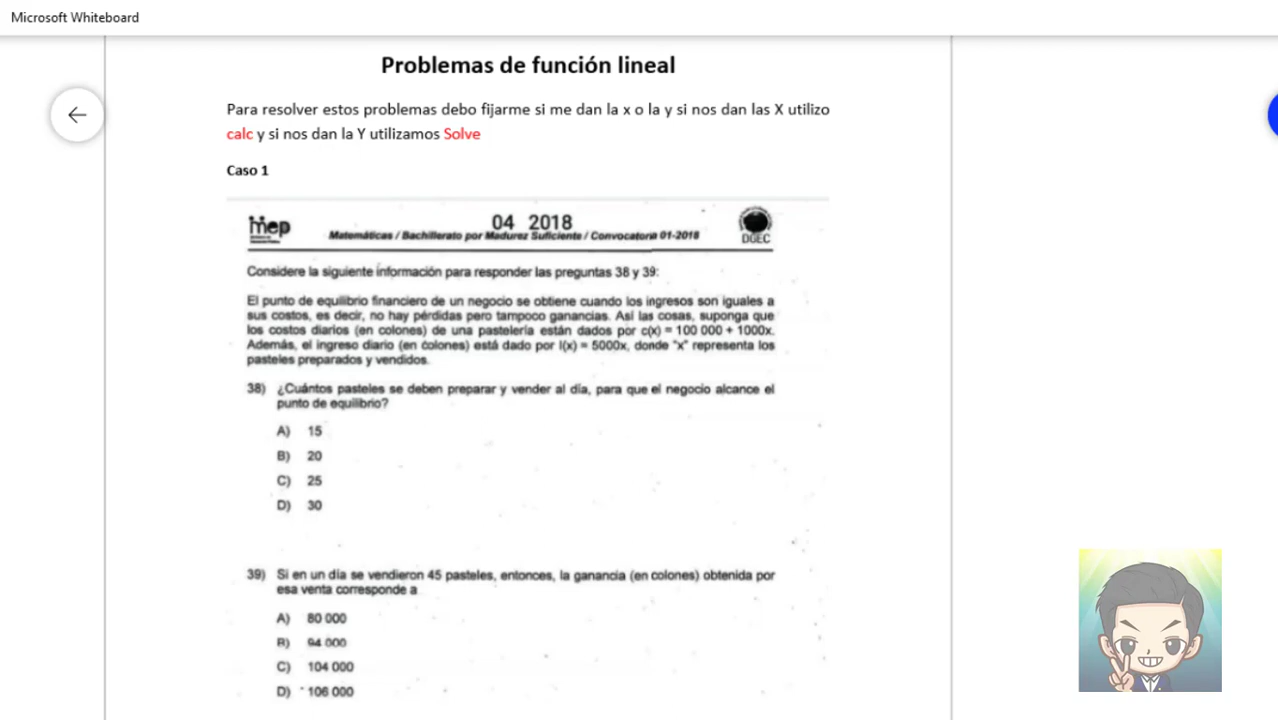 Microsoft Whiteboard
Problemas de función lineal
Para resolver estos problemas debo fijarme si me dan la x o la y si nos dan las X utilizo
calc y si nos dan la Y utilizamos Solve
Caso 1
mep
04 2018
Matemáticas / Bachillerato por Madurez Suficiente / Convocatoria 01-2018
DGEC
Considere la siguiente información para responder las preguntas 38 y 39:
El punto de equilibrio financiero de un negocio se obtiene cuando los ingresos son iguales a
sus costos, es decir, no hay pérdidas pero tampoco ganancias. Así las cosas, suponga que
los costos diarios (en colones) de una pastelería están dados por c(x) = 100 000 + 1000x.
Además, el ingreso diario (en colones) está dado por I(x) = 5000x, donde "x" representa los
pasteles preparados y vendidos.
38) ¿Cuántos pasteles se deben preparar y vender al día, para que el negocio alcance el
punto de equilibrio?
A) 15
B) 20
C) 25
D) 30
39) Si en un día se vendieron 45 pasteles, entonces, la ganancia (en colones) obtenida por
esa venta corresponde a
A) 80 000
B) 94 000
C) 104 000
D) 106 000